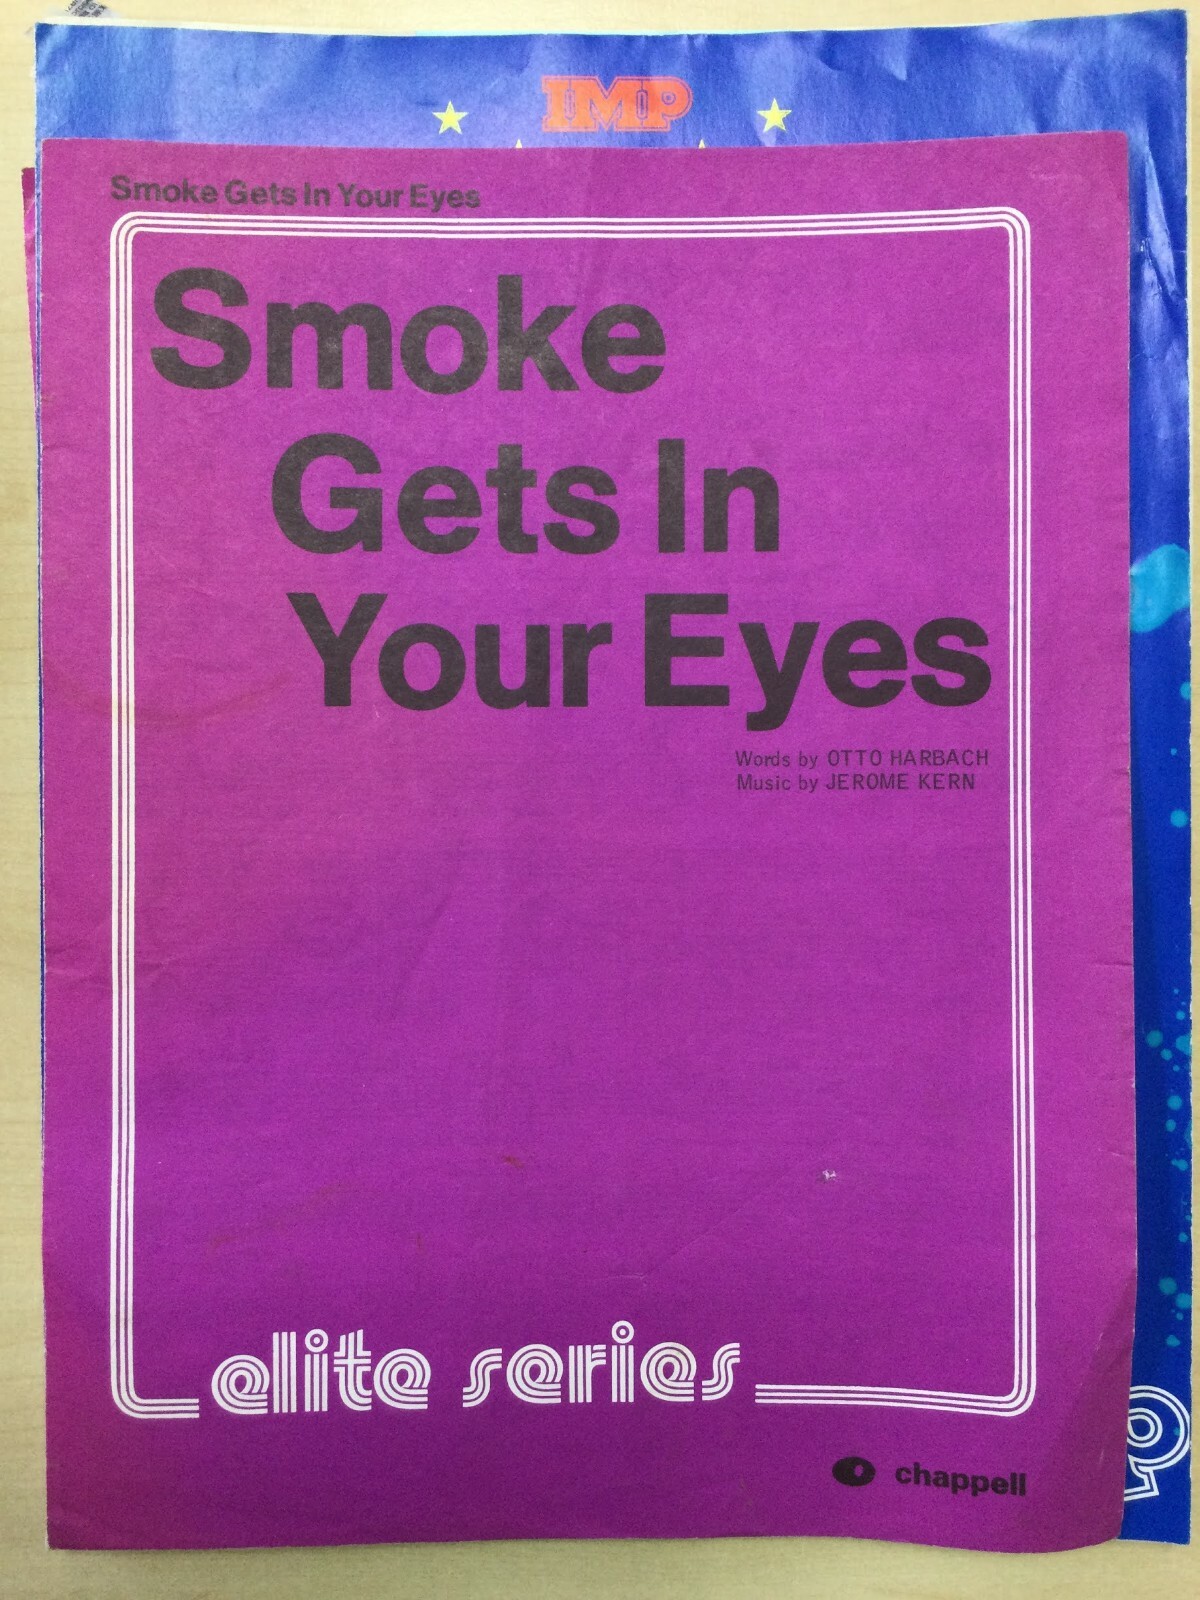 IMP
Smoke Gets In Your Eyes
Smoke
Gets In
Your Eyes
Words by OTTO HARBACH
Music by JEROME KERN
elite series
chappell